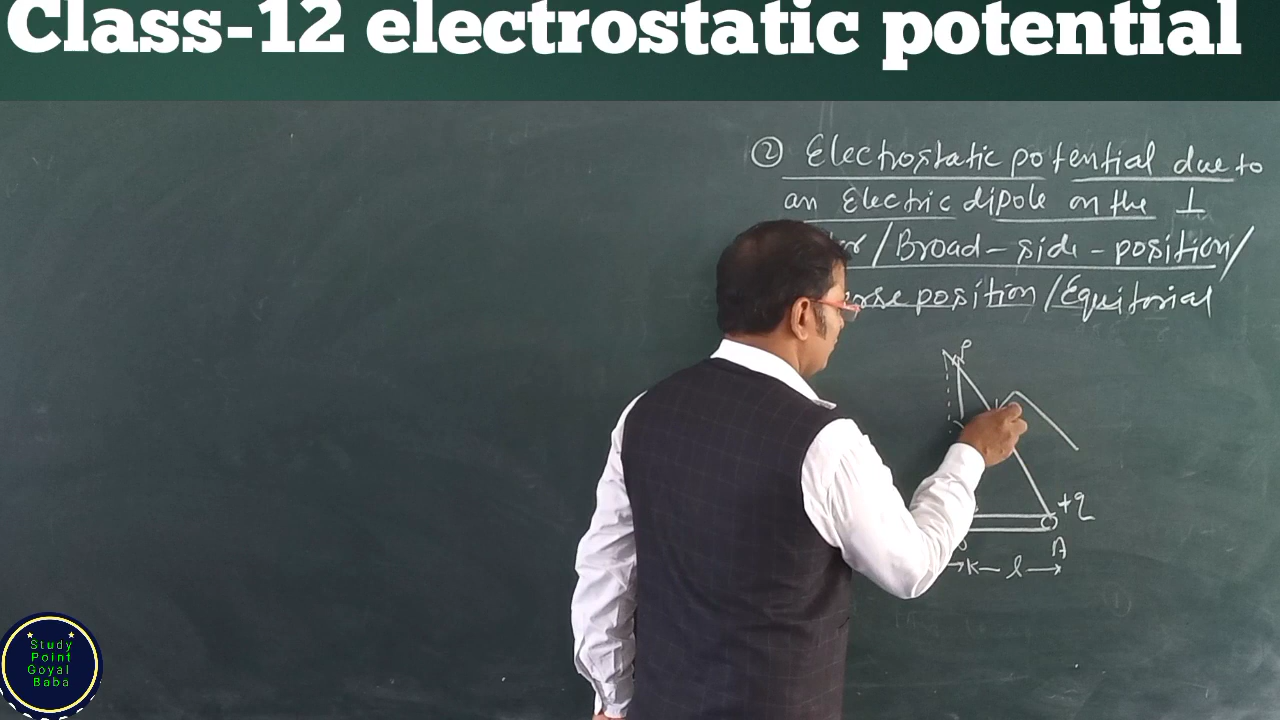 Class-12 electrostatic potential
② Electrostatic potential due to
an Electric dipole on the ⊥
/Broad-side-position/
position/Equitorial
P
+q
A
l
Study
Point
Goyal
Baba